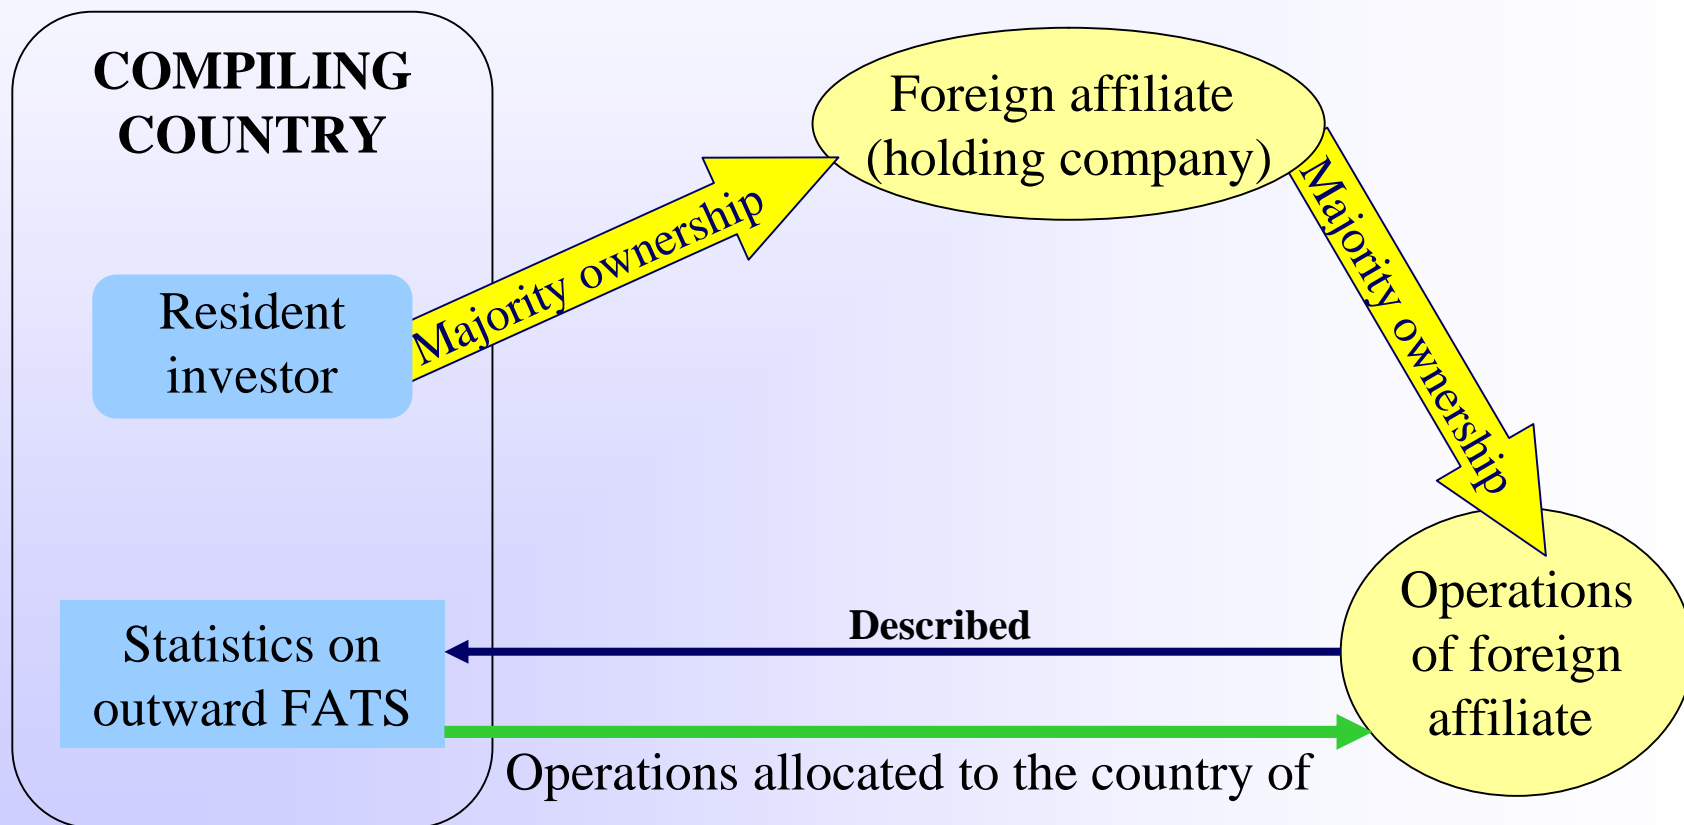 COMPILING
COUNTRY
Foreign affiliate
(holding company)
Majority ownership
Majority ownership
Resident
investor
Described
Operations
of foreign
affiliate
Statistics on
outward FATS
Operations allocated to the country of